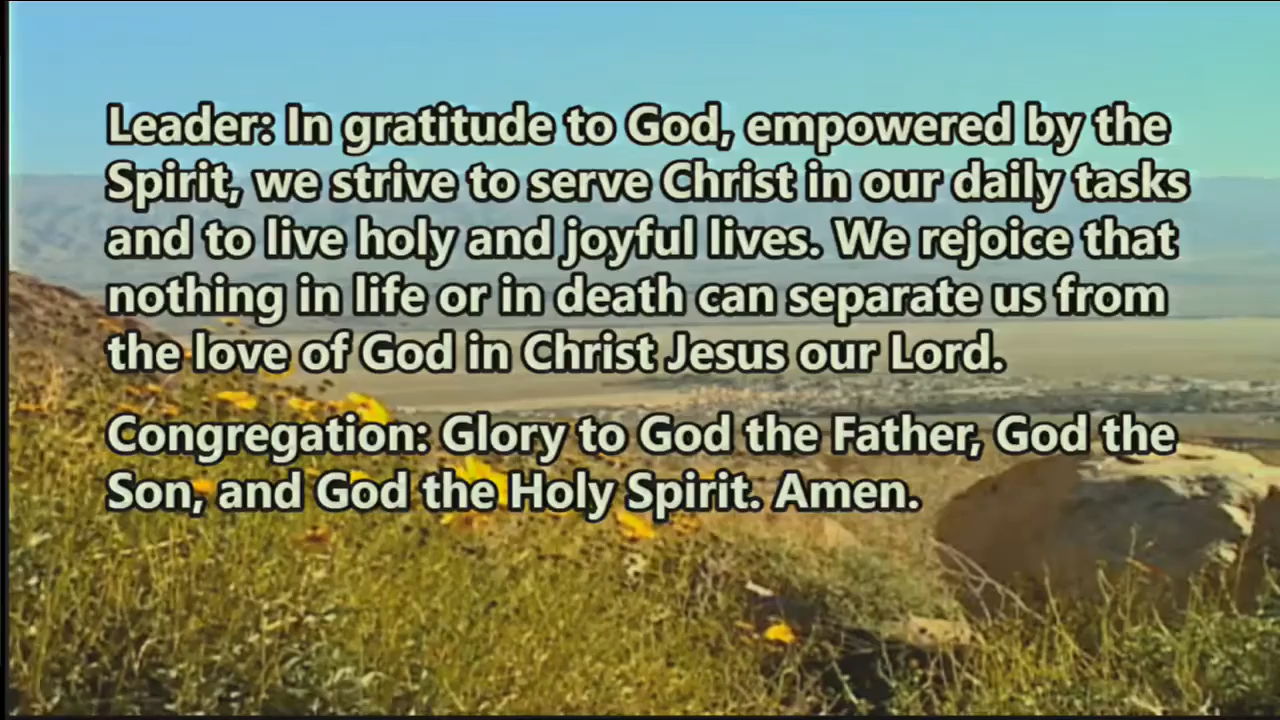 Leader: In gratitude to God, empowered by the
Spirit, we strive to serve Christ in our daily tasks
and to live holy and joyful lives. We rejoice that
nothing in life or in death can separate us from
the love of God in Christ Jesus our Lord.
Congregation: Glory to God the Father, God the
Son, and God the Holy Spirit. Amen.